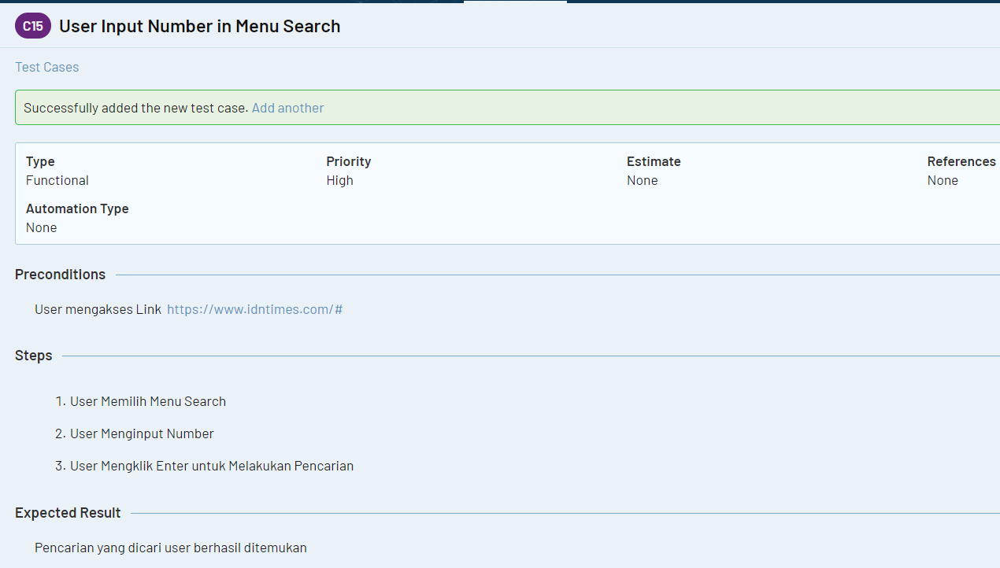 C15 User Input Number in Menu Search
Test Cases
Successfully added the new test case. Add another
Type Priority Estimate References
Functional High None None
Automation Type
None
Preconditions
User mengakses Link https://www.idntimes.com/#
Steps
1. User Memilih Menu Search
2. User Menginput Number
3. User Mengklik Enter untuk Melakukan Pencarian
Expected Result
Pencarian yang dicari user berhasil ditemukan